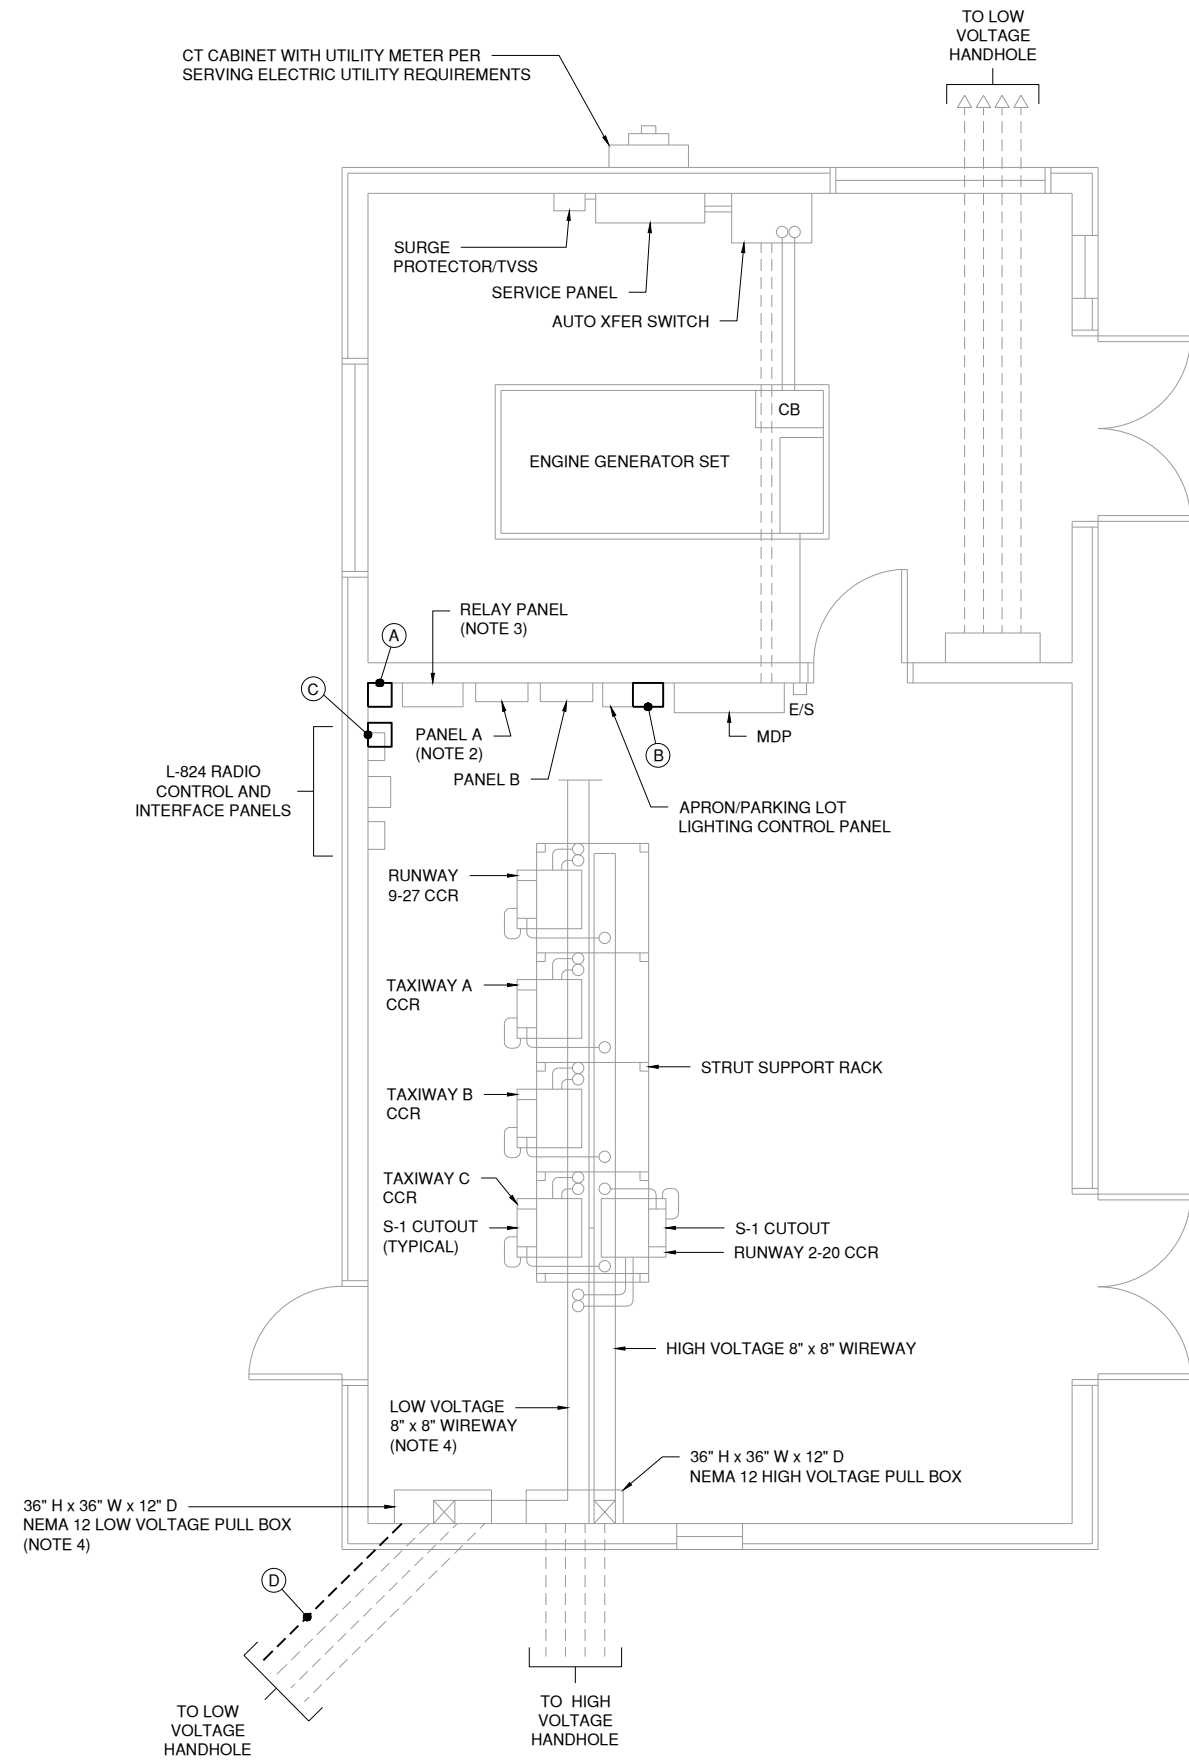 TO LOW
VOLTAGE
HANDHOLE
CT CABINET WITH UTILITY METER PER
SERVING ELECTRIC UTILITY REQUIREMENTS
SURGE
PROTECTOR/TVSS
SERVICE PANEL
AUTO XFER SWITCH
CB
ENGINE GENERATOR SET
RELAY PANEL
(NOTE 3)
A
C
E/S
PANEL A
(NOTE 2)
B
MDP
PANEL B
L-824 RADIO
CONTROL AND
INTERFACE PANELS
APRON/PARKING LOT
LIGHTING CONTROL PANEL
RUNWAY
9-27 CCR
TAXIWAY A
CCR
STRUT SUPPORT RACK
TAXIWAY B
CCR
TAXIWAY C
CCR
S-1 CUTOUT
(TYPICAL)
S-1 CUTOUT
RUNWAY 2-20 CCR
HIGH VOLTAGE 8" x 8" WIREWAY
LOW VOLTAGE
8" x 8" WIREWAY
(NOTE 4)
36" H x 36" W x 12" D
NEMA 12 HIGH VOLTAGE PULL BOX
36" H x 36" W x 12" D
NEMA 12 LOW VOLTAGE PULL BOX
(NOTE 4)
D
TO LOW
VOLTAGE
HANDHOLE
TO HIGH
VOLTAGE
HANDHOLE